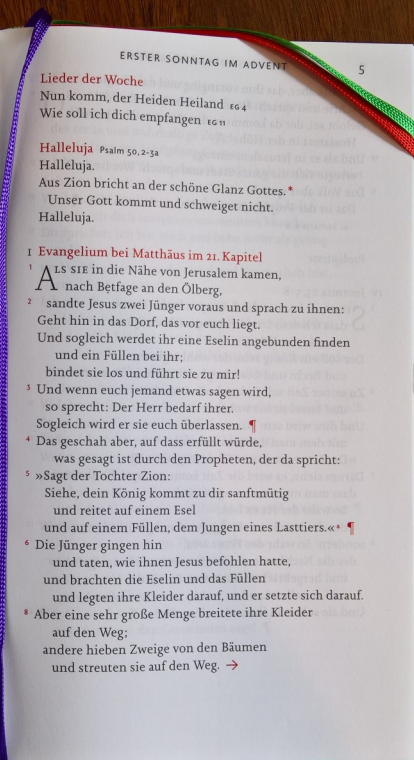 ERSTER SONNTAG IM ADVENT 5
Lieder der Woche
Nun komm, der Heiden Heiland EG 4
Wie soll ich dich empfangen EG 11
Halleluja Psalm 50,2-3a
Halleluja.
Aus Zion bricht an der schöne Glanz Gottes.*
Unser Gott kommt und schweiget nicht.
Halleluja.
I Evangelium bei Matthäus im 21. Kapitel
1 ALS SIE in die Nähe von Jerusalem kamen,
nach Betfage an den Ölberg,
2 sandte Jesus zwei Jünger voraus und sprach zu ihnen:
Geht hin in das Dorf, das vor euch liegt.
Und sogleich werdet ihr eine Eselin angebunden finden
und ein Füllen bei ihr;
bindet sie los und führt sie zu mir!
3 Und wenn euch jemand etwas sagen wird,
so sprecht: Der Herr bedarf ihrer.
Sogleich wird er sie euch überlassen. ¶
4 Das geschah aber, auf dass erfüllt würde,
was gesagt ist durch den Propheten, der da spricht:
5 »Sagt der Tochter Zion:
Siehe, dein König kommt zu dir sanftmütig
und reitet auf einem Esel
und auf einem Füllen, dem Jungen eines Lasttiers.«ᵃ ¶
6 Die Jünger gingen hin
und taten, wie ihnen Jesus befohlen hatte,
und brachten die Eselin und das Füllen
und legten ihre Kleider darauf, und er setzte sich darauf.
8 Aber eine sehr große Menge breitete ihre Kleider
auf den Weg;
andere hieben Zweige von den Bäumen
und streuten sie auf den Weg. →